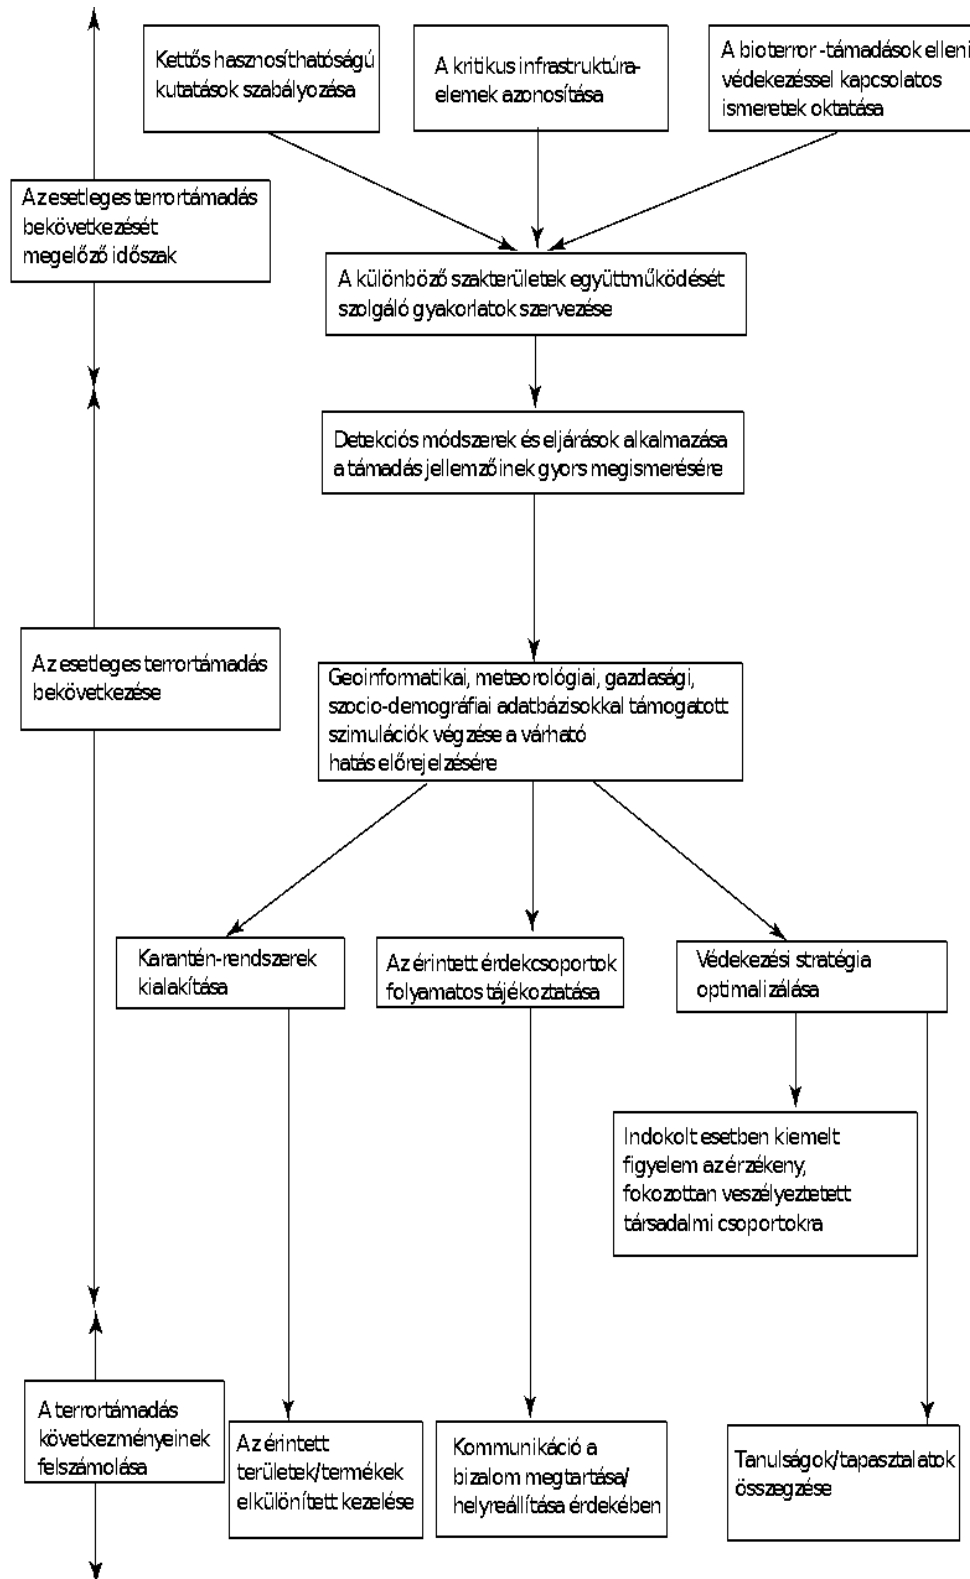 Kettős hasznosíthatóságú
kutatások szabályozása
A kritikus infrastruktúra-
elemek azonosítása
A bioterror -támadások elleni
védekezéssel kapcsolatos
ismeretek oktatása
Az esetleges terrortámadás
bekövetkezését
megelőző időszak
A különböző szakterületek együttműködését
szolgáló gyakorlatok szervezése
Detekciós módszerek és eljárások alkalmazása
a támadás jellemzőinek gyors megismerésére
Az esetleges terrortámadás
bekövetkezése
Geoinformatikai, meteorológiai, gazdasági,
szocio-demográfiai adatbázisokkal támogatott
szimulációk végzése a várható
hatás előrejelzésére
Karantén-rendszerek
kialakítása
Az érintett érdekcsoportok
folyamatos tájékoztatása
Védekezési stratégia
optimalizálása
Indokolt esetben kiemelt
figyelem az érzékeny,
fokozottan veszélyeztetett
társadalmi csoportokra
A terrortámadás
következményeinek
felszámolása
Az érintett
területek/termékek
elkülönített kezelése
Kommunikáció a
bizalom megtartása/
helyreállítása érdekében
Tanulságok/tapasztalatok
összegzése